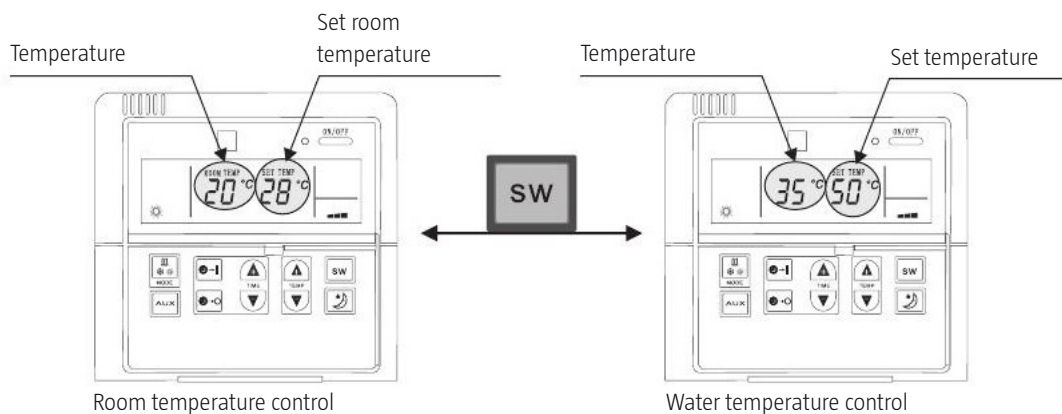 Set room
Temperature
temperature
Temperature
Set temperature
ON/OFF
ROOM TEMP
SET TEMP
20 °C
28 °C
SW
ON/OFF
SET TEMP
35 °C
50 °C
MODE
TIME
TEMP
SW
AUX
MODE
TIME
TEMP
SW
AUX
Room temperature control
Water temperature control